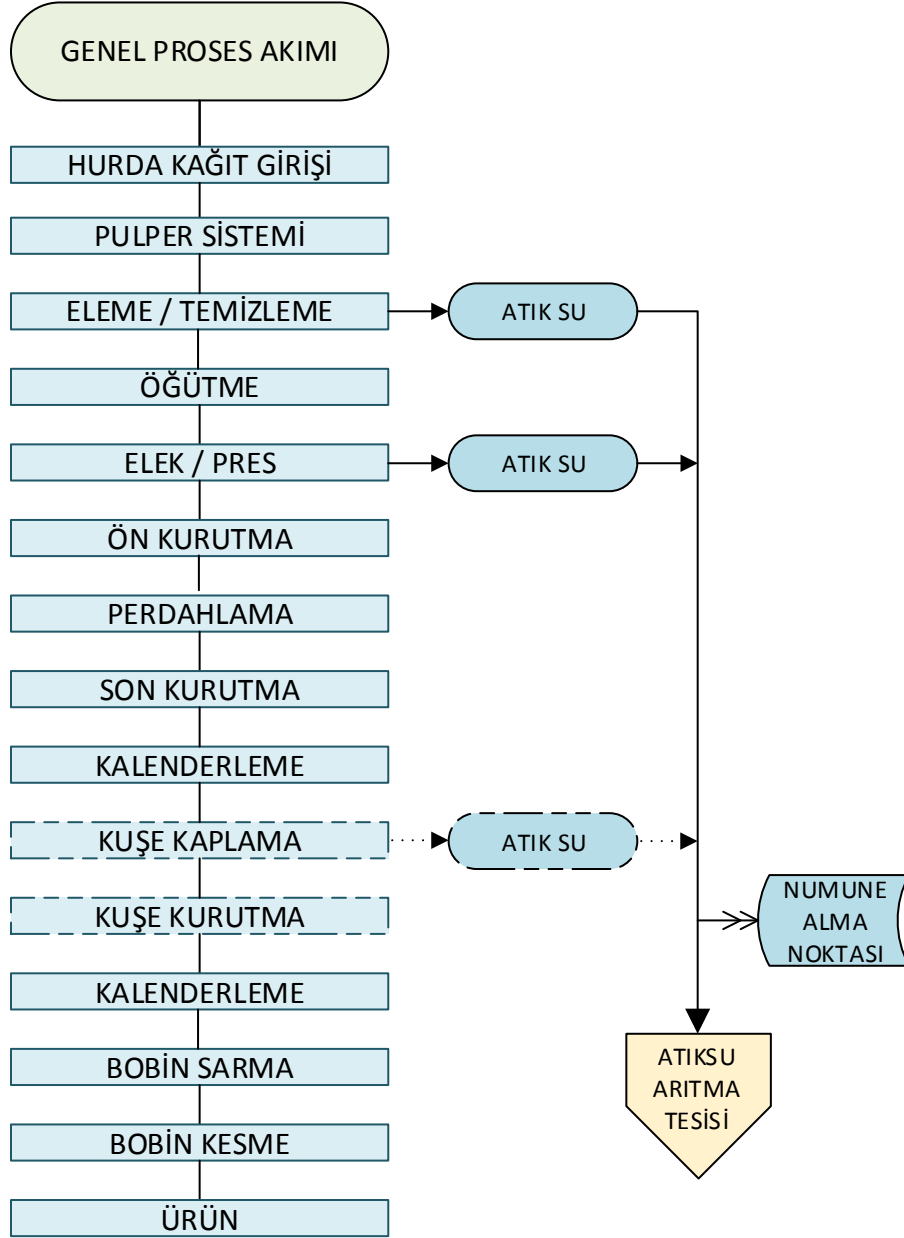 GENEL PROSES AKIMI
HURDA KAĞIT GİRİŞİ
PULPER SİSTEMİ
ELEME / TEMİZLEME
ATIK SU
ÖĞÜTME
ELEK / PRES
ATIK SU
ÖN KURUTMA
PERDAHLAMA
SON KURUTMA
KALENDERLEME
KUŞE KAPLAMA
ATIK SU
KUŞE KURUTMA
NUMUNE
ALMA
NOKTASI
KALENDERLEME
BOBİN SARMA
ATIKSU
ARITMA
TESİSİ
BOBİN KESME
ÜRÜN